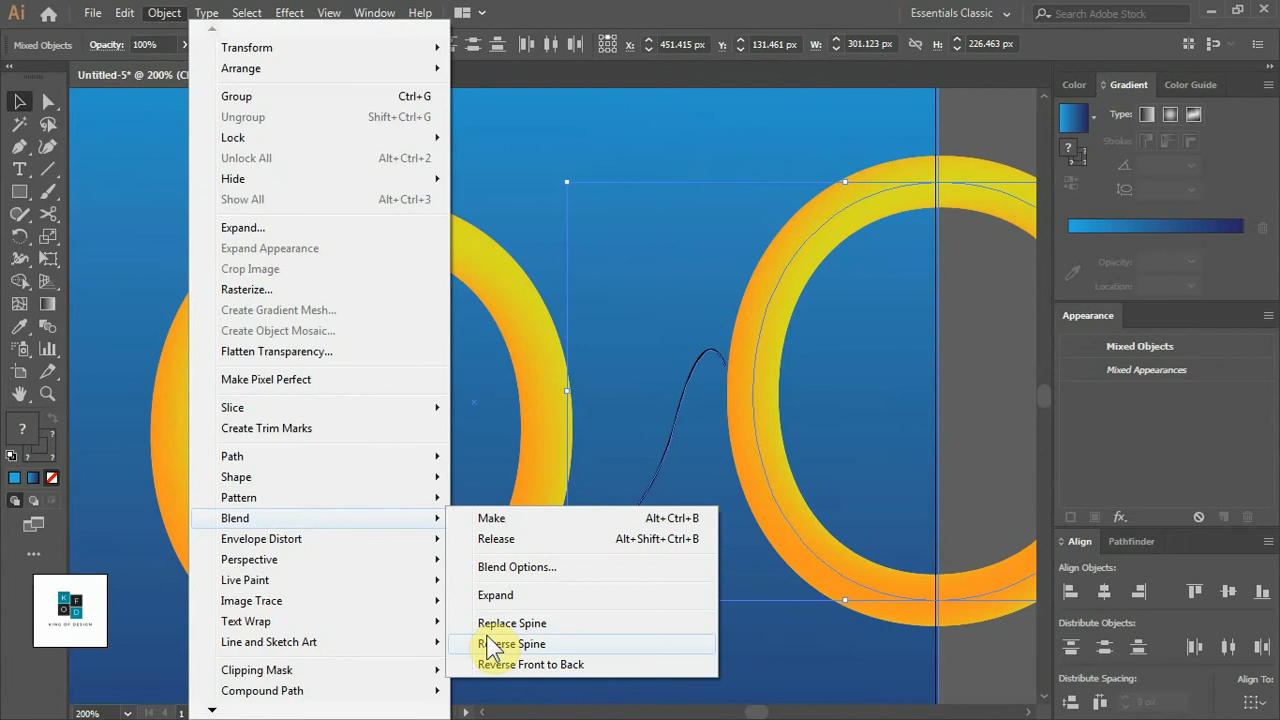 Ai File Edit Object Type Select Effect View Window Help Essentials Classic Search Adobe Stock
Mixed Objects Opacity: 100% X: 451.415 px Y: 131.461 px W: 301.123 px H: 226.463 px
Untitled-5* @ 200% (C
Transform
Arrange
Group Ctrl+G
Ungroup Shift+Ctrl+G
Lock
Unlock All Alt+Ctrl+2
Hide
Show All Alt+Ctrl+3
Expand...
Expand Appearance
Crop Image
Rasterize...
Create Gradient Mesh...
Create Object Mosaic...
Flatten Transparency...
Make Pixel Perfect
Slice
Create Trim Marks
Path
Shape
Pattern
Blend
Envelope Distort
Perspective
Live Paint
Image Trace
Text Wrap
Line and Sketch Art
Clipping Mask
Compound Path
Make Alt+Ctrl+B
Release Alt+Shift+Ctrl+B
Blend Options...
Expand
Replace Spine
Reverse Spine
Reverse Front to Back
Color Gradient Color Guide
Type:
Stroke:
Opacity:
Location:
Appearance
Mixed Objects
Mixed Appearances
fx
Align Pathfinder
Align Objects:
Distribute Objects:
Distribute Spacing: Align To:
0 px
K F
O D
KING OF DESIGN
200% 1